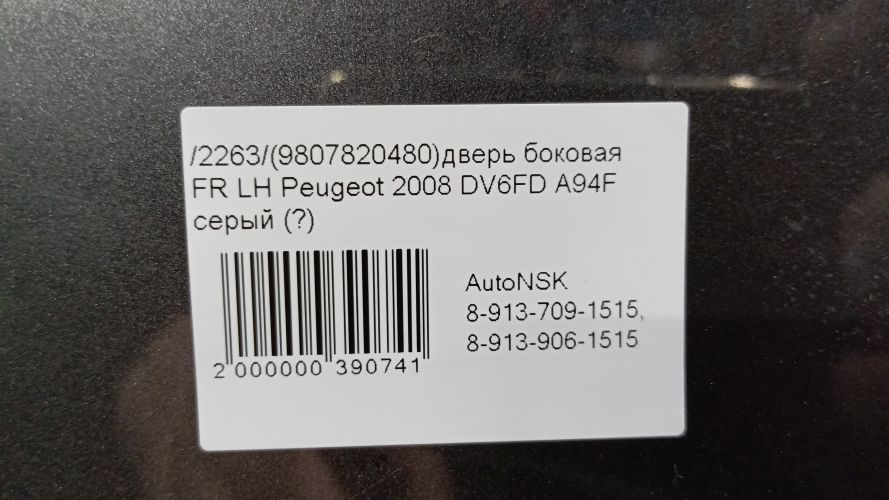 /2263/(9807820480)дверь боковая
FR LH Peugeot 2008 DV6FD A94F
серый (?)
AutoNSK
8-913-709-1515,
8-913-906-1515
2 000000 390741